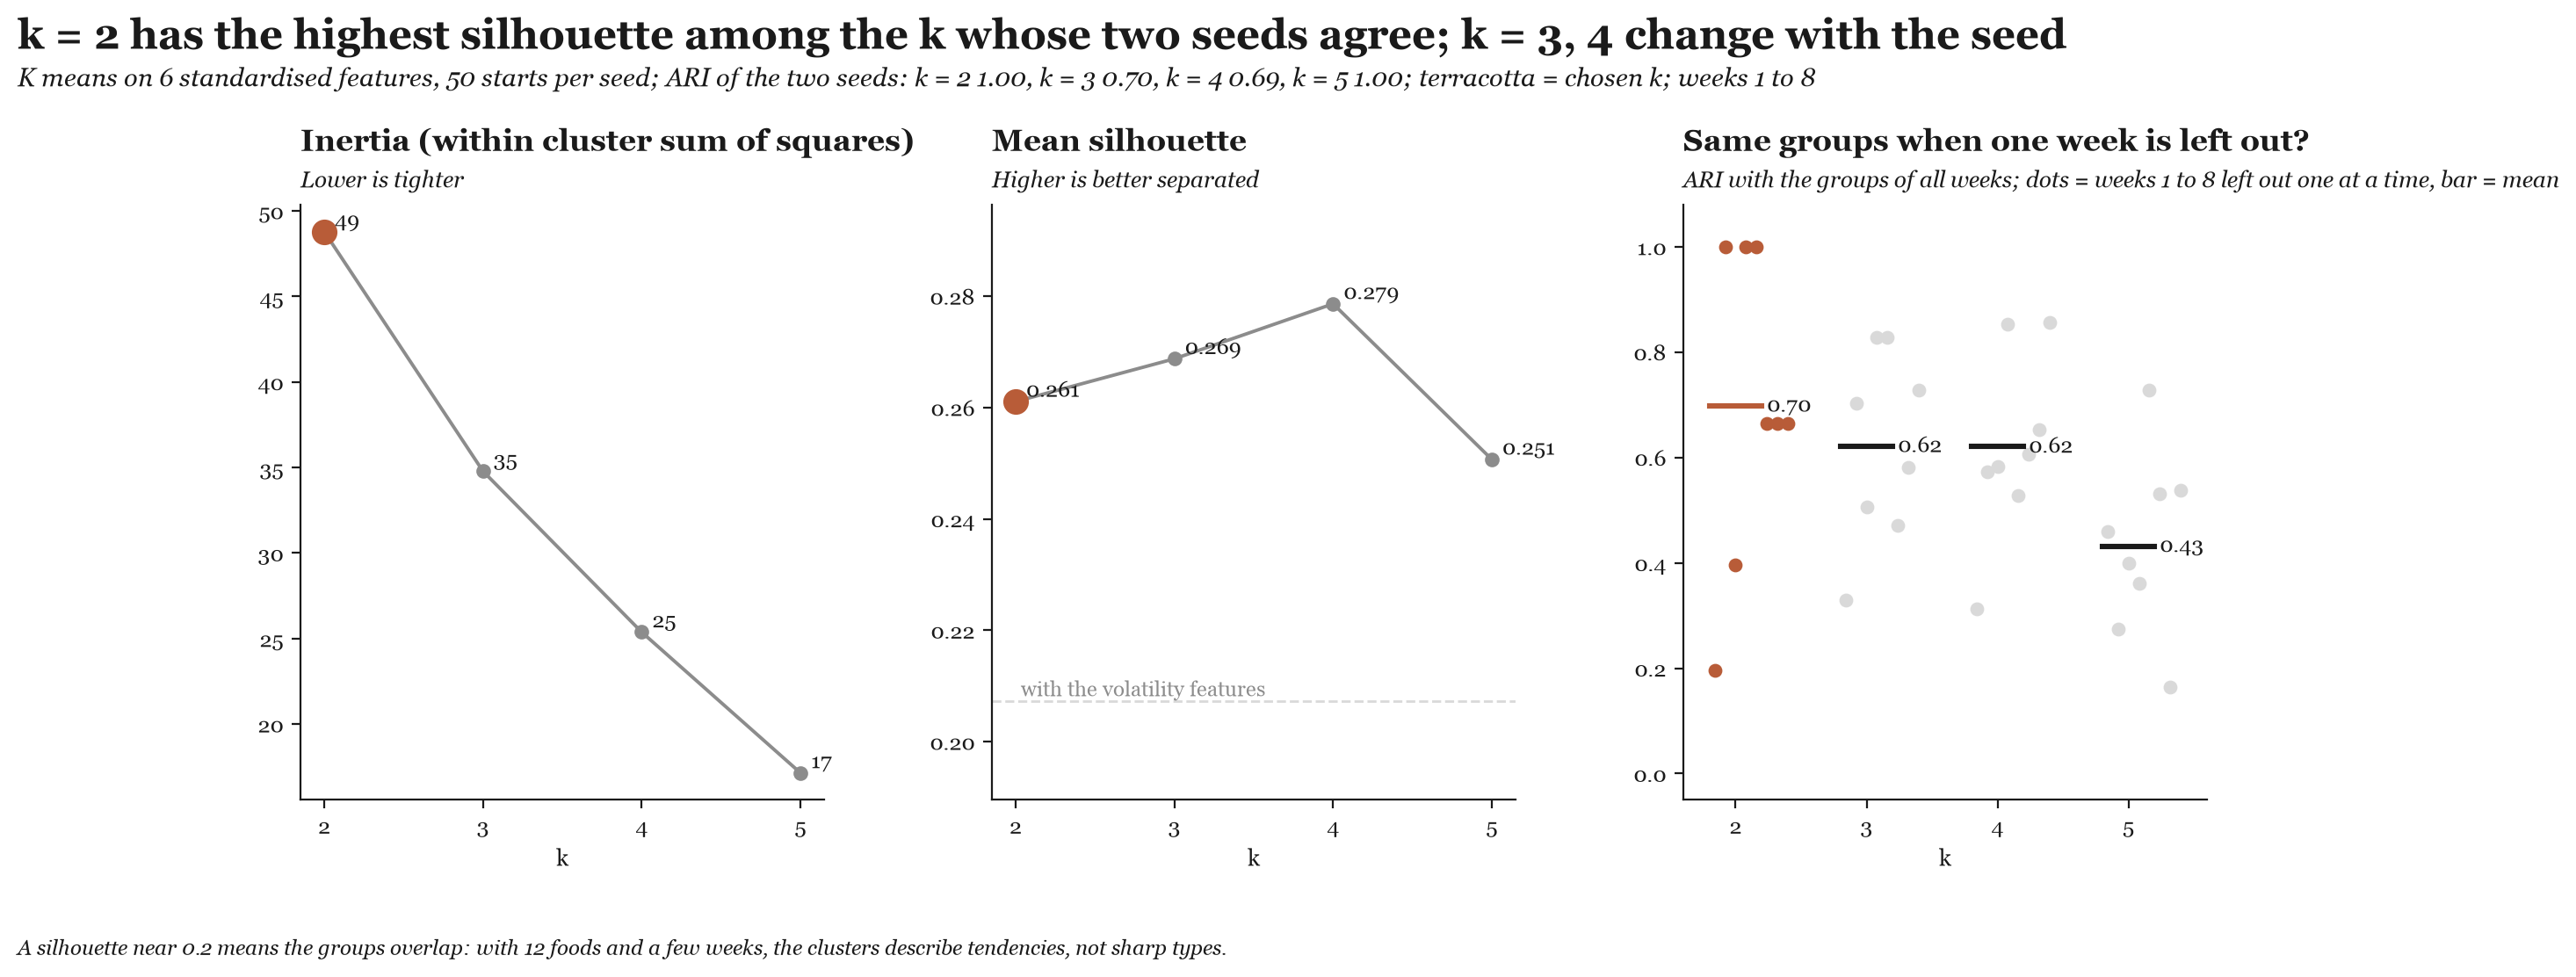 k = 2 has the highest silhouette among the k whose two seeds agree; k = 3, 4 change with the seed
K means on 6 standardised features, 50 starts per seed; ARI of the two seeds: k = 2 1.00, k = 3 0.70, k = 4 0.69, k = 5 1.00; terracotta = chosen k; weeks 1 to 8
Inertia (within cluster sum of squares)
Lower is tighter
50
45
40
35
30
25
20
49
35
25
17
2 3 4 5
k
Mean silhouette
Higher is better separated
0.28
0.26
0.24
0.22
0.20
0.261
0.269
0.279
0.251
with the volatility features
2 3 4 5
k
Same groups when one week is left out?
ARI with the groups of all weeks; dots = weeks 1 to 8 left out one at a time, bar = mean
1.0
0.8
0.6
0.4
0.2
0.0
0.70
0.62
0.62
0.43
2 3 4 5
k
A silhouette near 0.2 means the groups overlap: with 12 foods and a few weeks, the clusters describe tendencies, not sharp types.